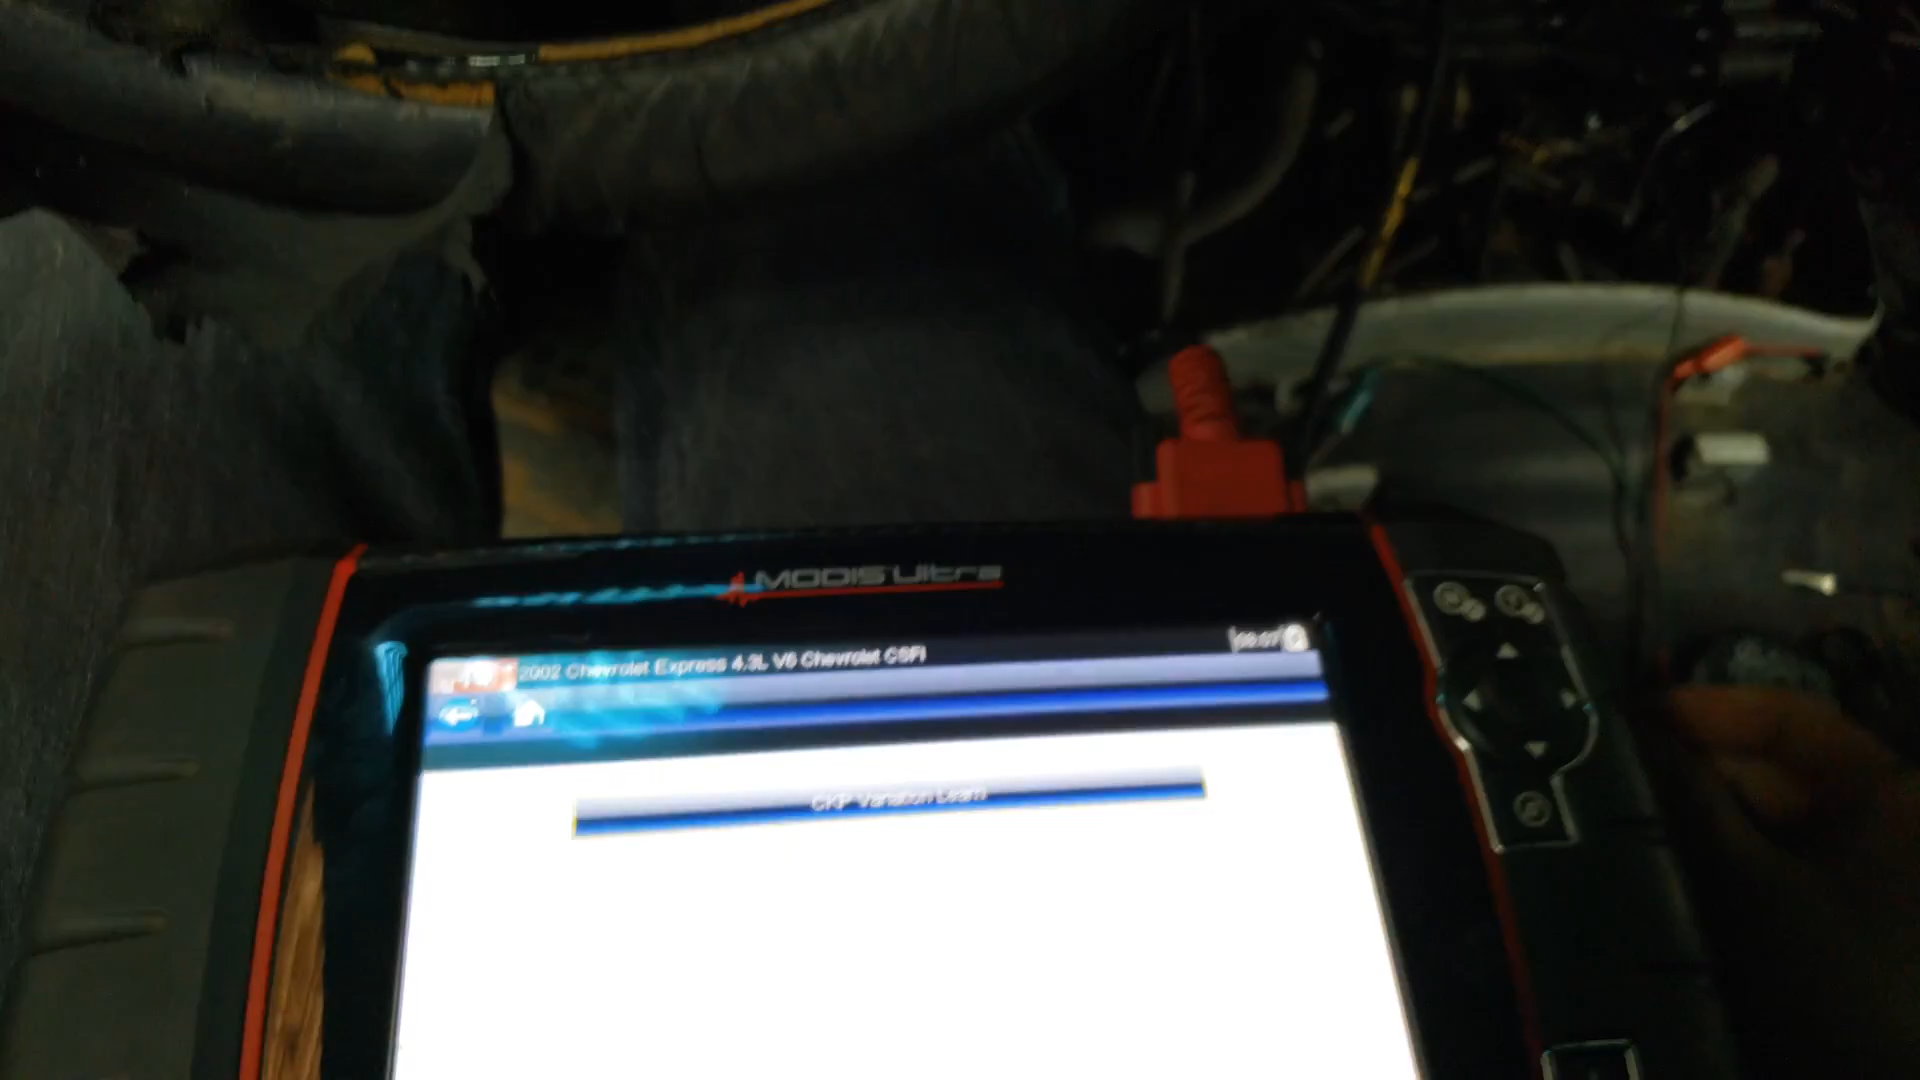 MODIS Ultra
2002 Chevrolet Express 4.3L V6 Chevrolet CSFI
CKP Variation Learn